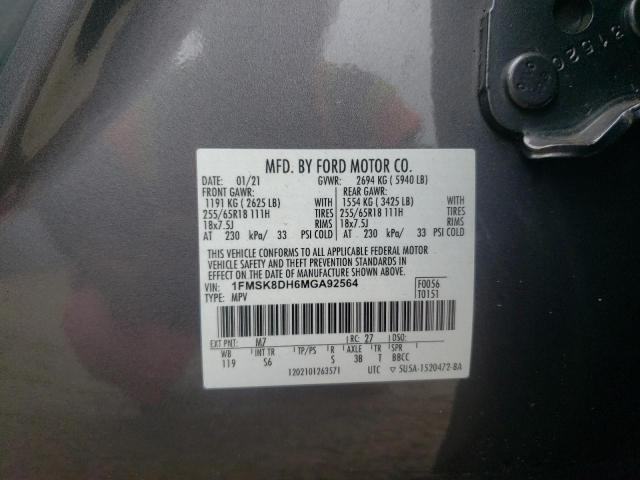 31520
MFD. BY FORD MOTOR CO.
DATE: 01/21 GVWR: 2694 KG ( 5940 LB)
FRONT GAWR: REAR GAWR:
1191 KG ( 2625 LB) WITH 1554 KG ( 3425 LB) WITH
255/65R18 111H TIRES 255/65R18 111H TIRES
18x7.5J RIMS 18x7.5J RIMS
AT 230 kPa/ 33 PSI COLD AT 230 kPa/ 33 PSI COLD
THIS VEHICLE CONFORMS TO ALL APPLICABLE FEDERAL MOTOR
VEHICLE SAFETY AND THEFT PREVENTION STANDARDS IN
EFFECT ON THE DATE OF MANUFACTURE SHOWN ABOVE.
VIN: 1FMSK8DH6MGA92564 F0056
TYPE: MPV T0151
EXT PNT: M7 RC: 27 DSO:
WB INT TR TP/PS R AXLE TR SPR
119 S6 S 3B T BBCC
1202101263571 UTC ▽ 5U5A-1520472-BA